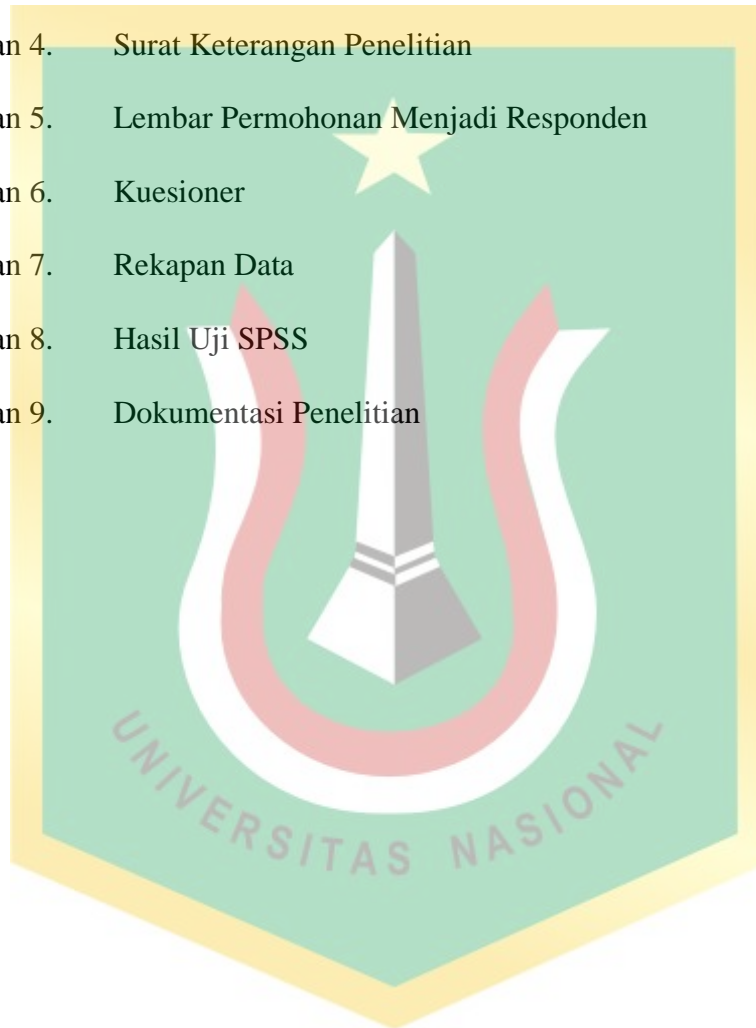 an 4. Surat Keterangan Penelitian
an 5. Lembar Permohonan Menjadi Responden
an 6. Kuesioner
an 7. Rekapan Data
an 8. Hasil Uji SPSS
an 9. Dokumentasi Penelitian
UNIVERSITAS NASIONAL